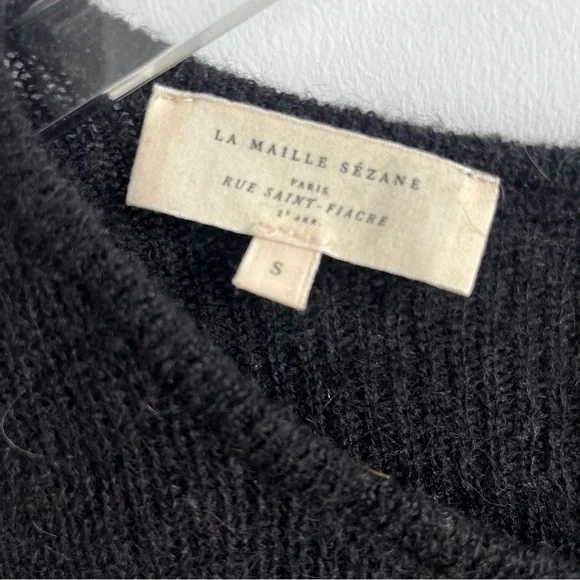 LA MAILLE SÉZANE
PARIS
RUE SAINT-FIACRE
2e ARR.
S